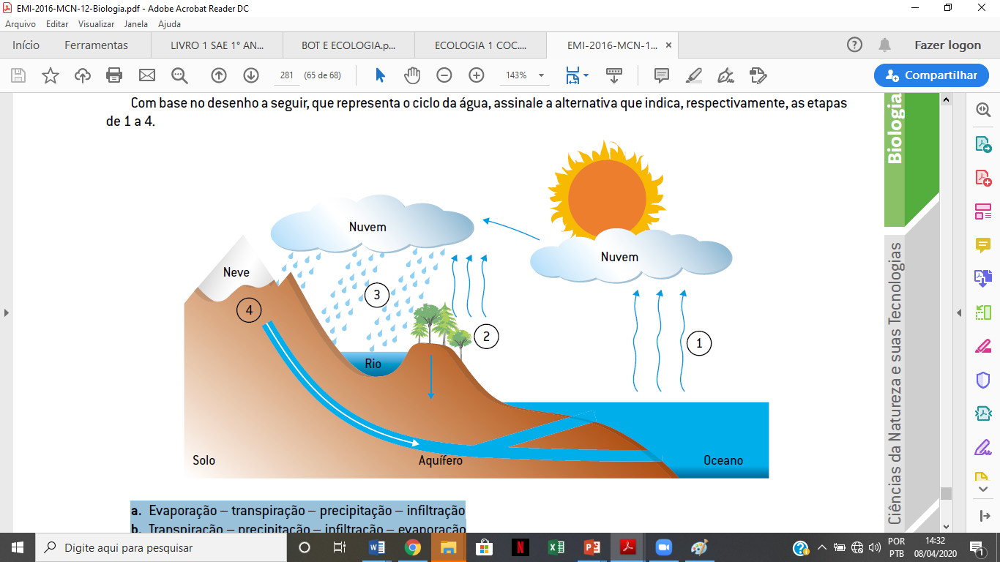 EMI-2016-MCN-12-Biologia.pdf - Adobe Acrobat Reader DC
Arquivo Editar Visualizar Janela Ajuda
Início Ferramentas LIVRO 1 SAE 1° AN... BOT E ECOLOGIA.p... ECOLOGIA 1 COC.... EMI-2016-MCN-1... × Fazer logon
281 (65 de 68) 143% Compartilhar
Com base no desenho a seguir, que representa o ciclo da água, assinale a alternativa que indica, respectivamente, as etapas
de 1 a 4.
Biologia
Ciências da Natureza e suas Tecnologias
Nuvem
Nuvem
Neve
3
4
2
1
Rio
Solo
Aquífero
Oceano
a. Evaporação – transpiração – precipitação – infiltração
b. Transpiração – precipitação – infiltração – evaporação
Digite aqui para pesquisar
POR
PTB
14:32
08/04/2020
1